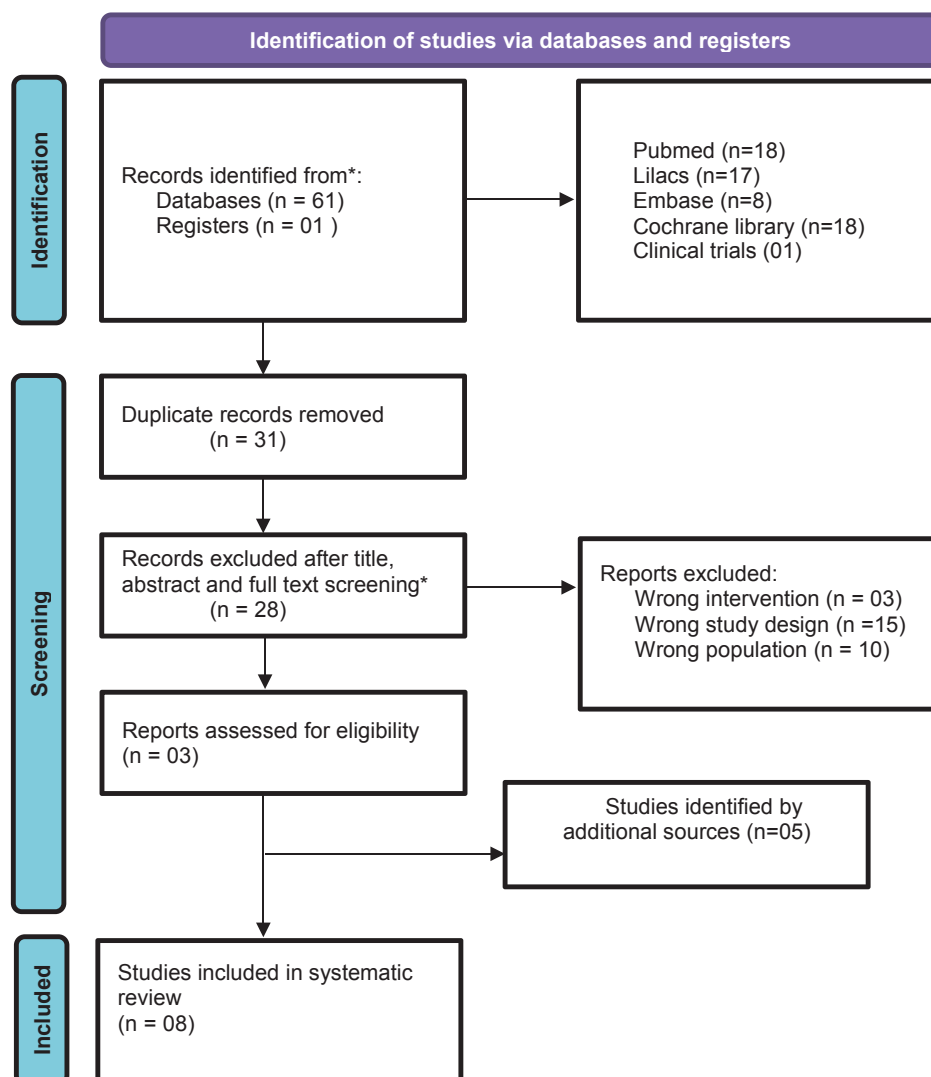 Identification of studies via databases and registers
Identification
Records identified from*:
Databases (n = 61)
Registers (n = 01 )
Pubmed (n=18)
Lilacs (n=17)
Embase (n=8)
Cochrane library (n=18)
Clinical trials (01)
Screening
Duplicate records removed
(n = 31)
Records excluded after title,
abstract and full text screening*
(n = 28)
Reports excluded:
Wrong intervention (n = 03)
Wrong study design (n =15)
Wrong population (n = 10)
Reports assessed for eligibility
(n = 03)
Studies identified by
additional sources (n=05)
Included
Studies included in systematic
review
(n = 08)